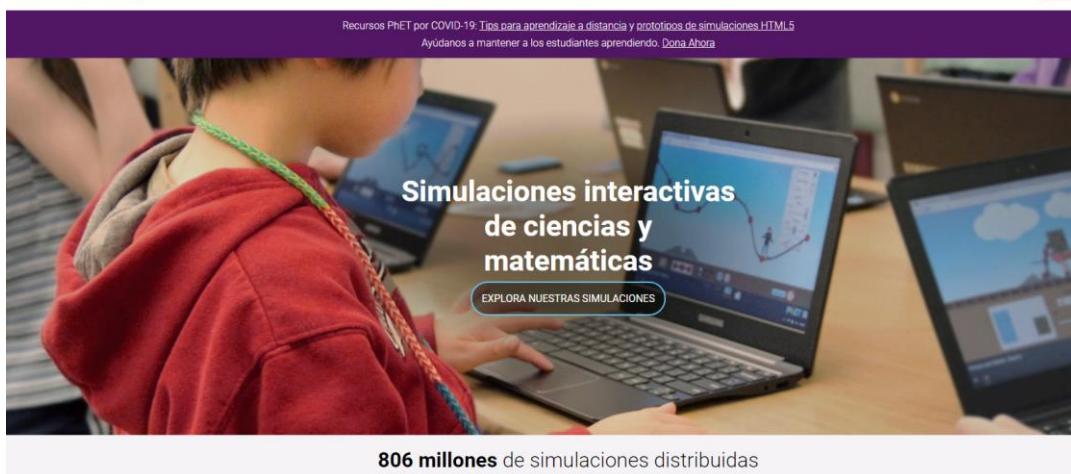 Recursos PhET por COVID-19: Tips para aprendizaje a distancia y prototipos de simulaciones HTML5
Ayúdanos a mantener a los estudiantes aprendiendo. Dona Ahora
Simulaciones interactivas
de ciencias y
matemáticas
EXPLORA NUESTRAS SIMULACIONES
806 millones de simulaciones distribuidas